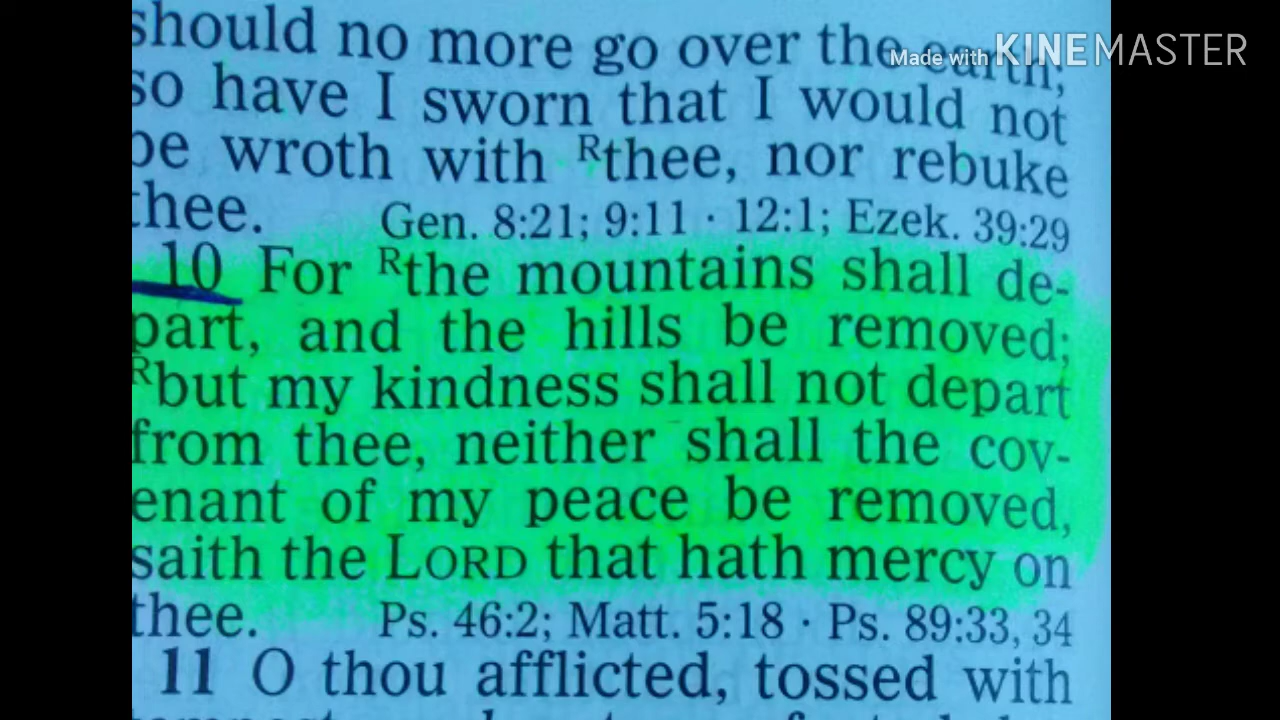 should no more go over the earth;
Made with KINEMASTER
so have I sworn that I would not
be wroth with ᴿthee, nor rebuke
thee. Gen. 8:21; 9:11 · 12:1; Ezek. 39:29
10 For ᴿthe mountains shall de-
part, and the hills be removed;
ᴿbut my kindness shall not depart
from thee, neither shall the cov-
enant of my peace be removed,
saith the LORD that hath mercy on
thee. Ps. 46:2; Matt. 5:18 · Ps. 89:33, 34
11 O thou afflicted, tossed with